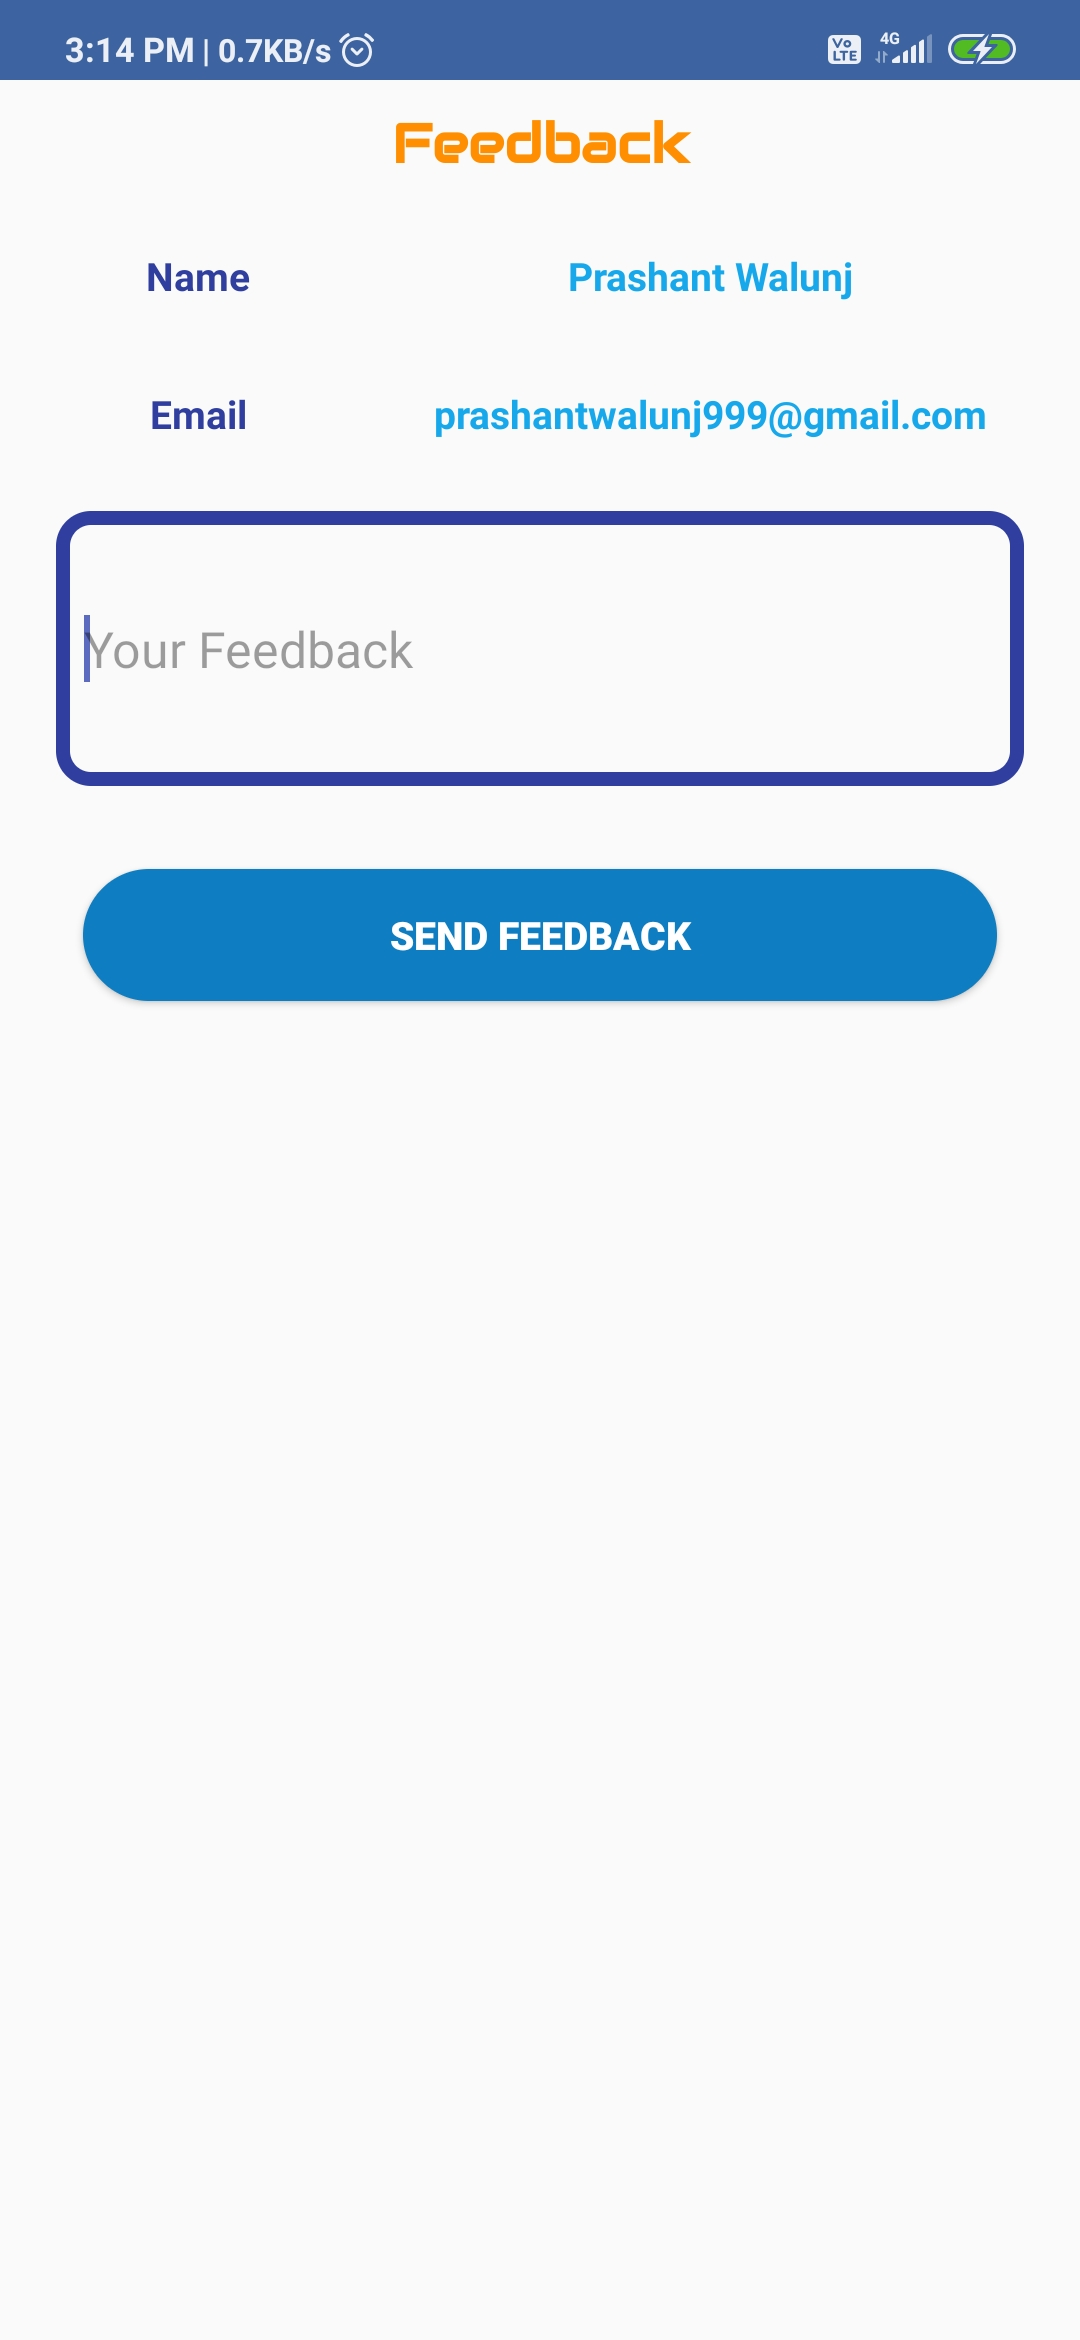 3:14 PM | 0.7KB/s Vo LTE 4G
Feedback
Name Prashant Walunj
Email prashantwalunj999@gmail.com
Your Feedback
SEND FEEDBACK